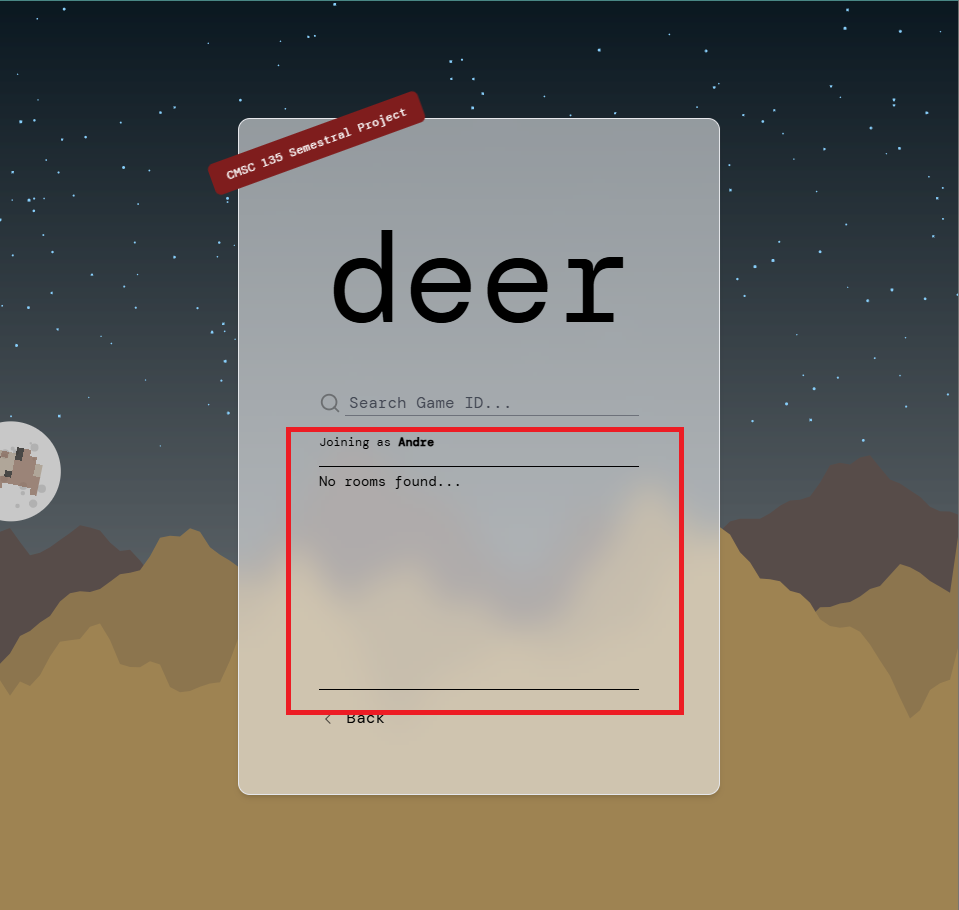 CMSC 135 Semestral Project
deer
Search Game ID...
Joining as Andre
No rooms found...
Back